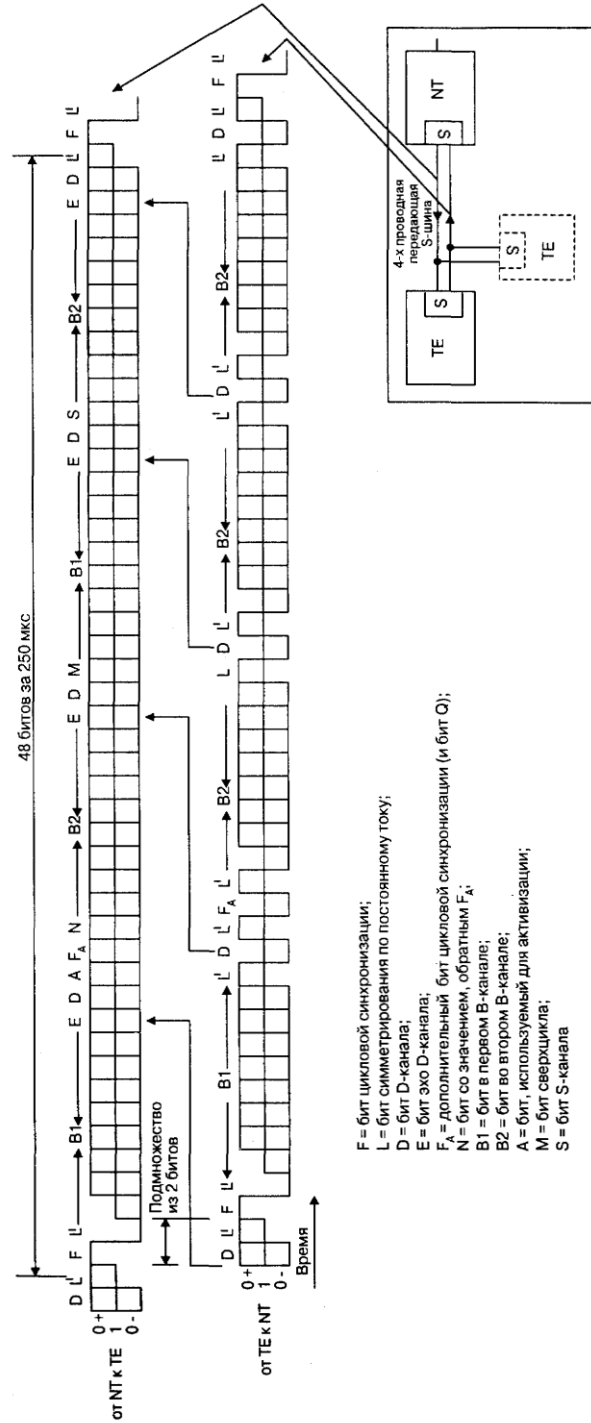 48 битов за 250 мкс
D L F L B1 E D A FA N B2 E D M B1 E D S B2 E D L F L
от NT к TE
0+
1
0-
Подмножество
из 2 битов
D L F L B1 L D L FA L B2 L D L B2 L D L B2 L D L F L
от TE к NT
0+
1
0-
Время
F = бит цикловой синхронизации;
L = бит симметрирования по постоянному току;
D = бит D-канала;
E = бит эхо D-канала;
FA = дополнительный бит цикловой синхронизации (и бит Q);
N = бит со значением, обратным FA;
B1 = бит в первом B-канале;
B2 = бит во втором B-канале;
A = бит, используемый для активизации;
M = бит сверхцикла;
S = бит S-канала
4-х проводная
передающая
S-шина
TE
S
S
TE
S
NT